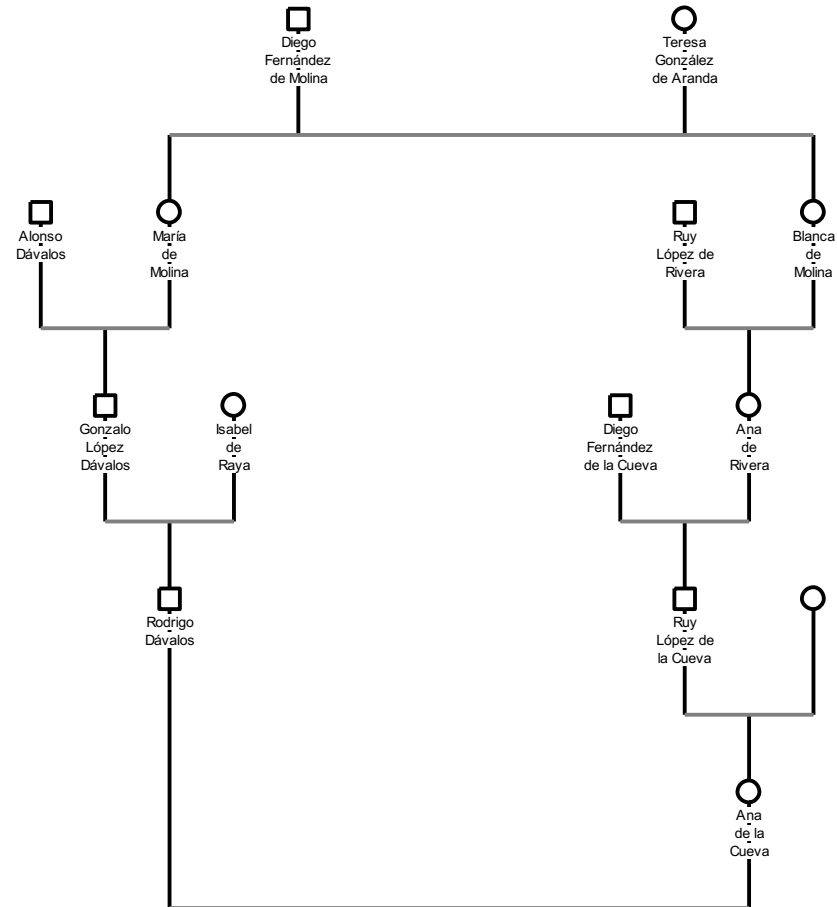 Diego
Fernández
de Molina
Teresa
González
de Aranda
Alonso
Dávalos
María
de
Molina
Ruy
López de
Rivera
Blanca
de
Molina
Gonzalo
López
Dávalos
Isabel
de
Raya
Diego
Fernández
de la Cueva
Ana
de
Rivera
Rodrigo
Dávalos
Ruy
López de
la Cueva
Ana
de la
Cueva